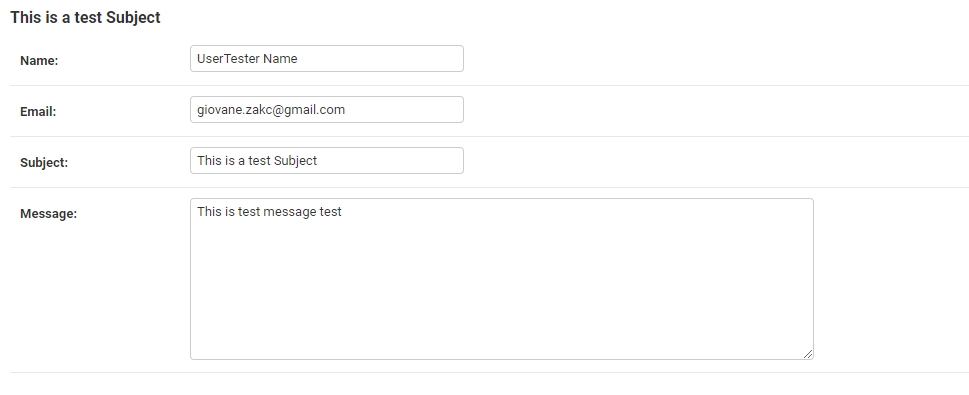 This is a test Subject
Name: UserTester Name
Email: giovane.zakc@gmail.com
Subject: This is a test Subject
Message: This is test message test